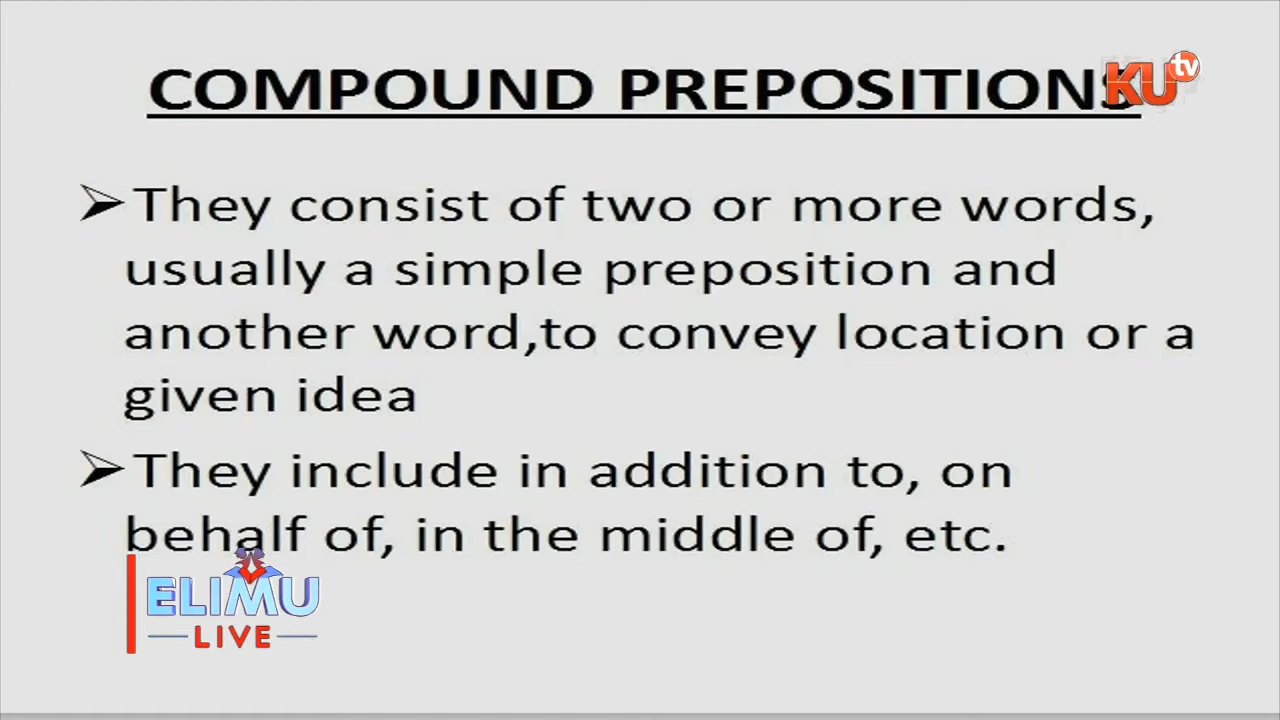 COMPOUND PREPOSITIONS
KU tv
➢They consist of two or more words,
usually a simple preposition and
another word,to convey location or a
given idea
➢They include in addition to, on
behalf of, in the middle of, etc.
ELIMU
LIVE